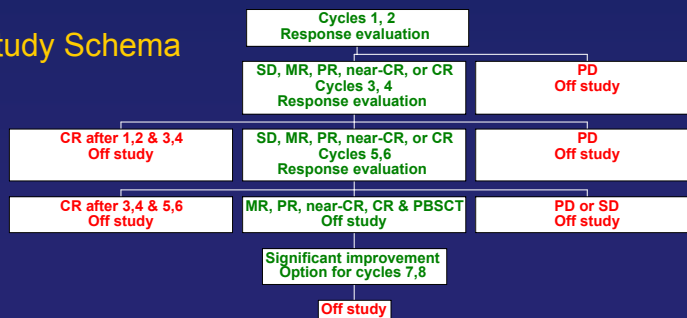 tudy Schema
Cycles 1, 2
Response evaluation
SD, MR, PR, near-CR, or CR
Cycles 3, 4
Response evaluation
PD
Off study
CR after 1,2 & 3,4
Off study
SD, MR, PR, near-CR, or CR
Cycles 5,6
Response evaluation
PD
Off study
CR after 3,4 & 5,6
Off study
MR, PR, near-CR, CR & PBSCT
Off study
PD or SD
Off study
Significant improvement
Option for cycles 7,8
Off study